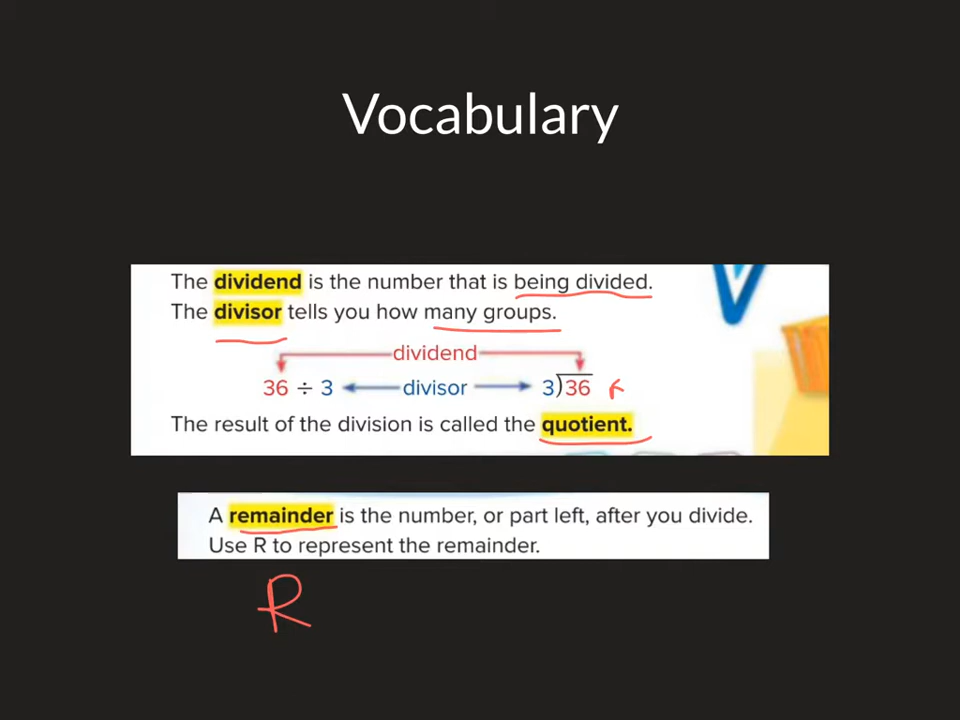 Vocabulary
The dividend is the number that is being divided.
The divisor tells you how many groups.
dividend
36 ÷ 3 divisor 3)36
The result of the division is called the quotient.
A remainder is the number, or part left, after you divide.
Use R to represent the remainder.
R